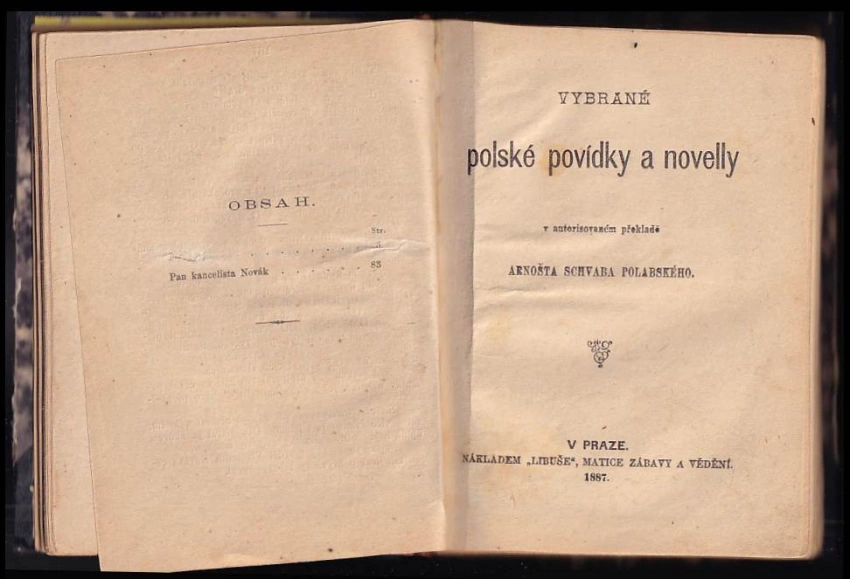 OBSAH.
Str.
. . . . . . . . . . 5
Pan kancelista Novák . . . . . . 83
VYBRANÉ
polské povídky a novelly
v autorisovaném překladě
ARNOŠTA SCHVABA POLABSKÉHO.
V PRAZE.
NÁKLADEM „LIBUŠE“, MATICE ZÁBAVY A VĚDĚNÍ.
1887.